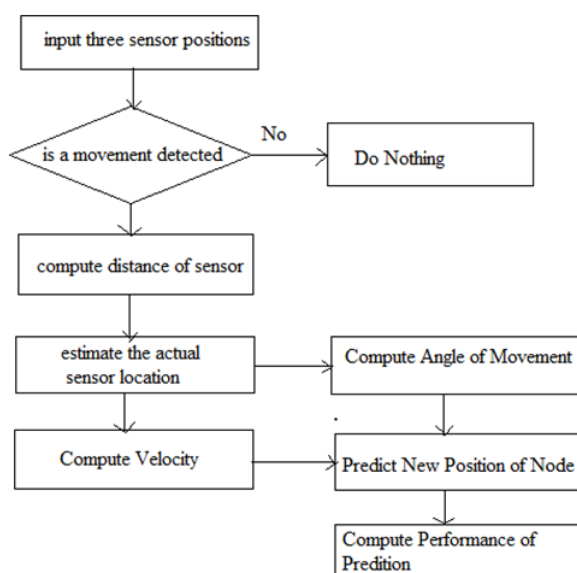 input three sensor positions
No
is a movement detected
Do Nothing
compute distance of sensor
estimate the actual
sensor location
Compute Angle of Movement
Compute Velocity
Predict New Position of Node
Compute Performance of
Predition